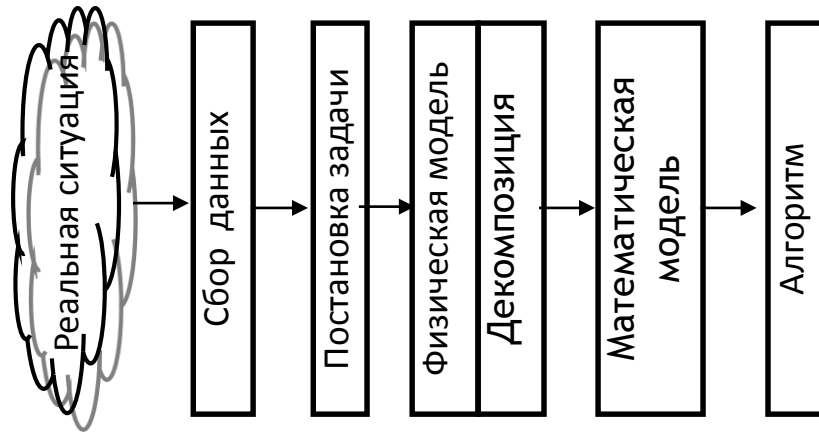 Реальная ситуация
Сбор данных
Постановка задачи
Физическая модель
Декомпозиция
Математическая
модель
Алгоритм